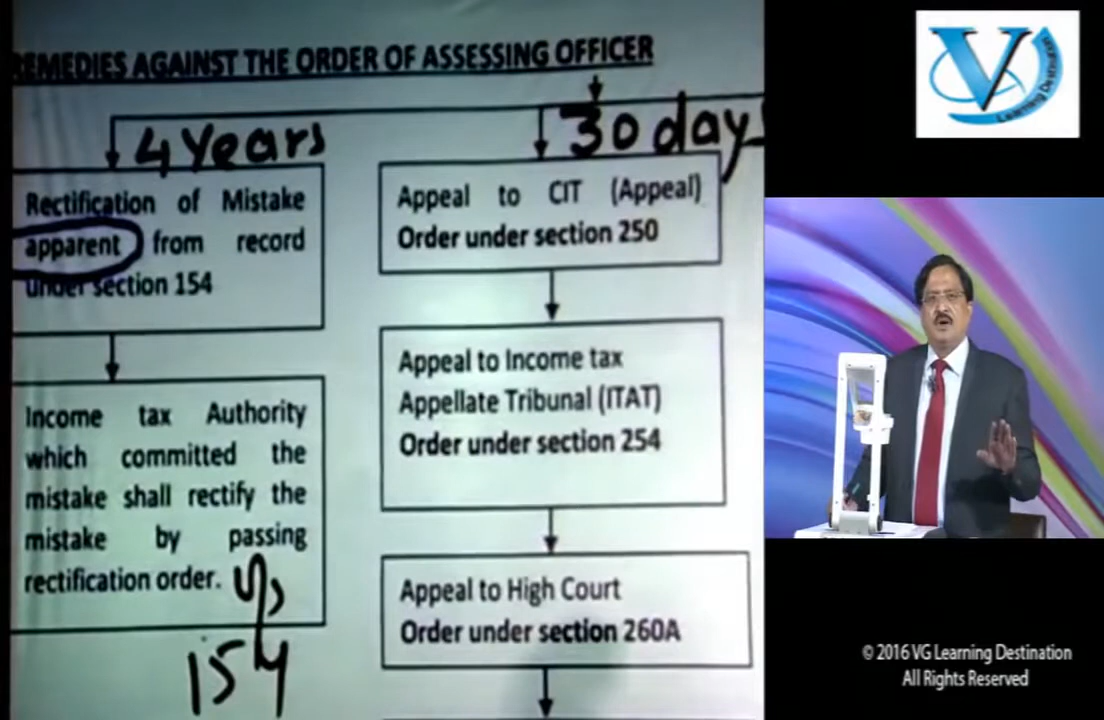 REMEDIES AGAINST THE ORDER OF ASSESSING OFFICER
4 Years
30 days
Rectification of Mistake
apparent from record
under section 154
Income tax Authority
which committed the
mistake shall rectify the
mistake by passing
rectification order.
U/s
154
Appeal to CIT (Appeal)
Order under section 250
Appeal to Income tax
Appellate Tribunal (ITAT)
Order under section 254
Appeal to High Court
Order under section 260A
V
Learning Destination
© 2016 VG Learning Destination
All Rights Reserved